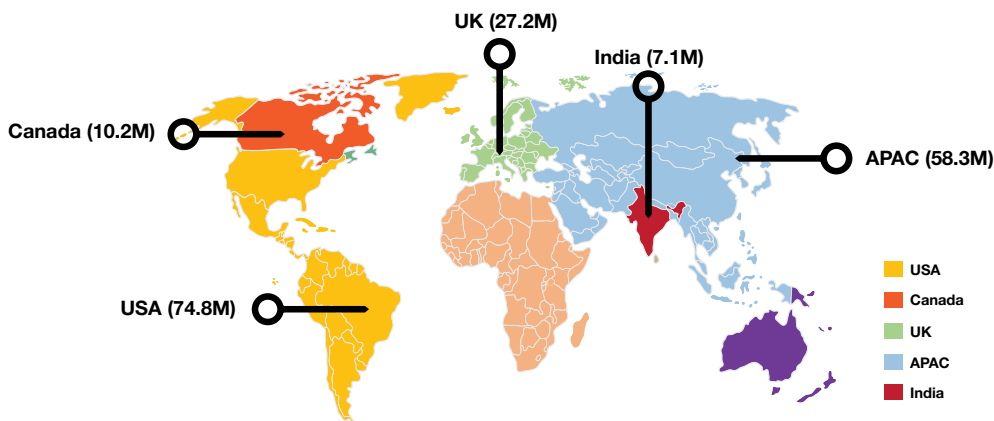 UK (27.2M)
India (7.1M)
Canada (10.2M)
APAC (58.3M)
USA (74.8M)
USA
Canada
UK
APAC
India